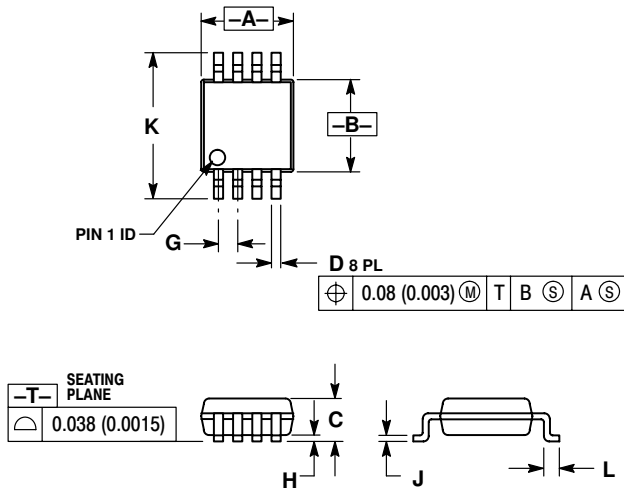 –A–
K
–B–
PIN 1 ID
G
D 8 PL
⌖ 0.08 (0.003) Ⓜ T B Ⓢ A Ⓢ
–T– SEATING
PLANE
⌓ 0.038 (0.0015)
C
H
J
L